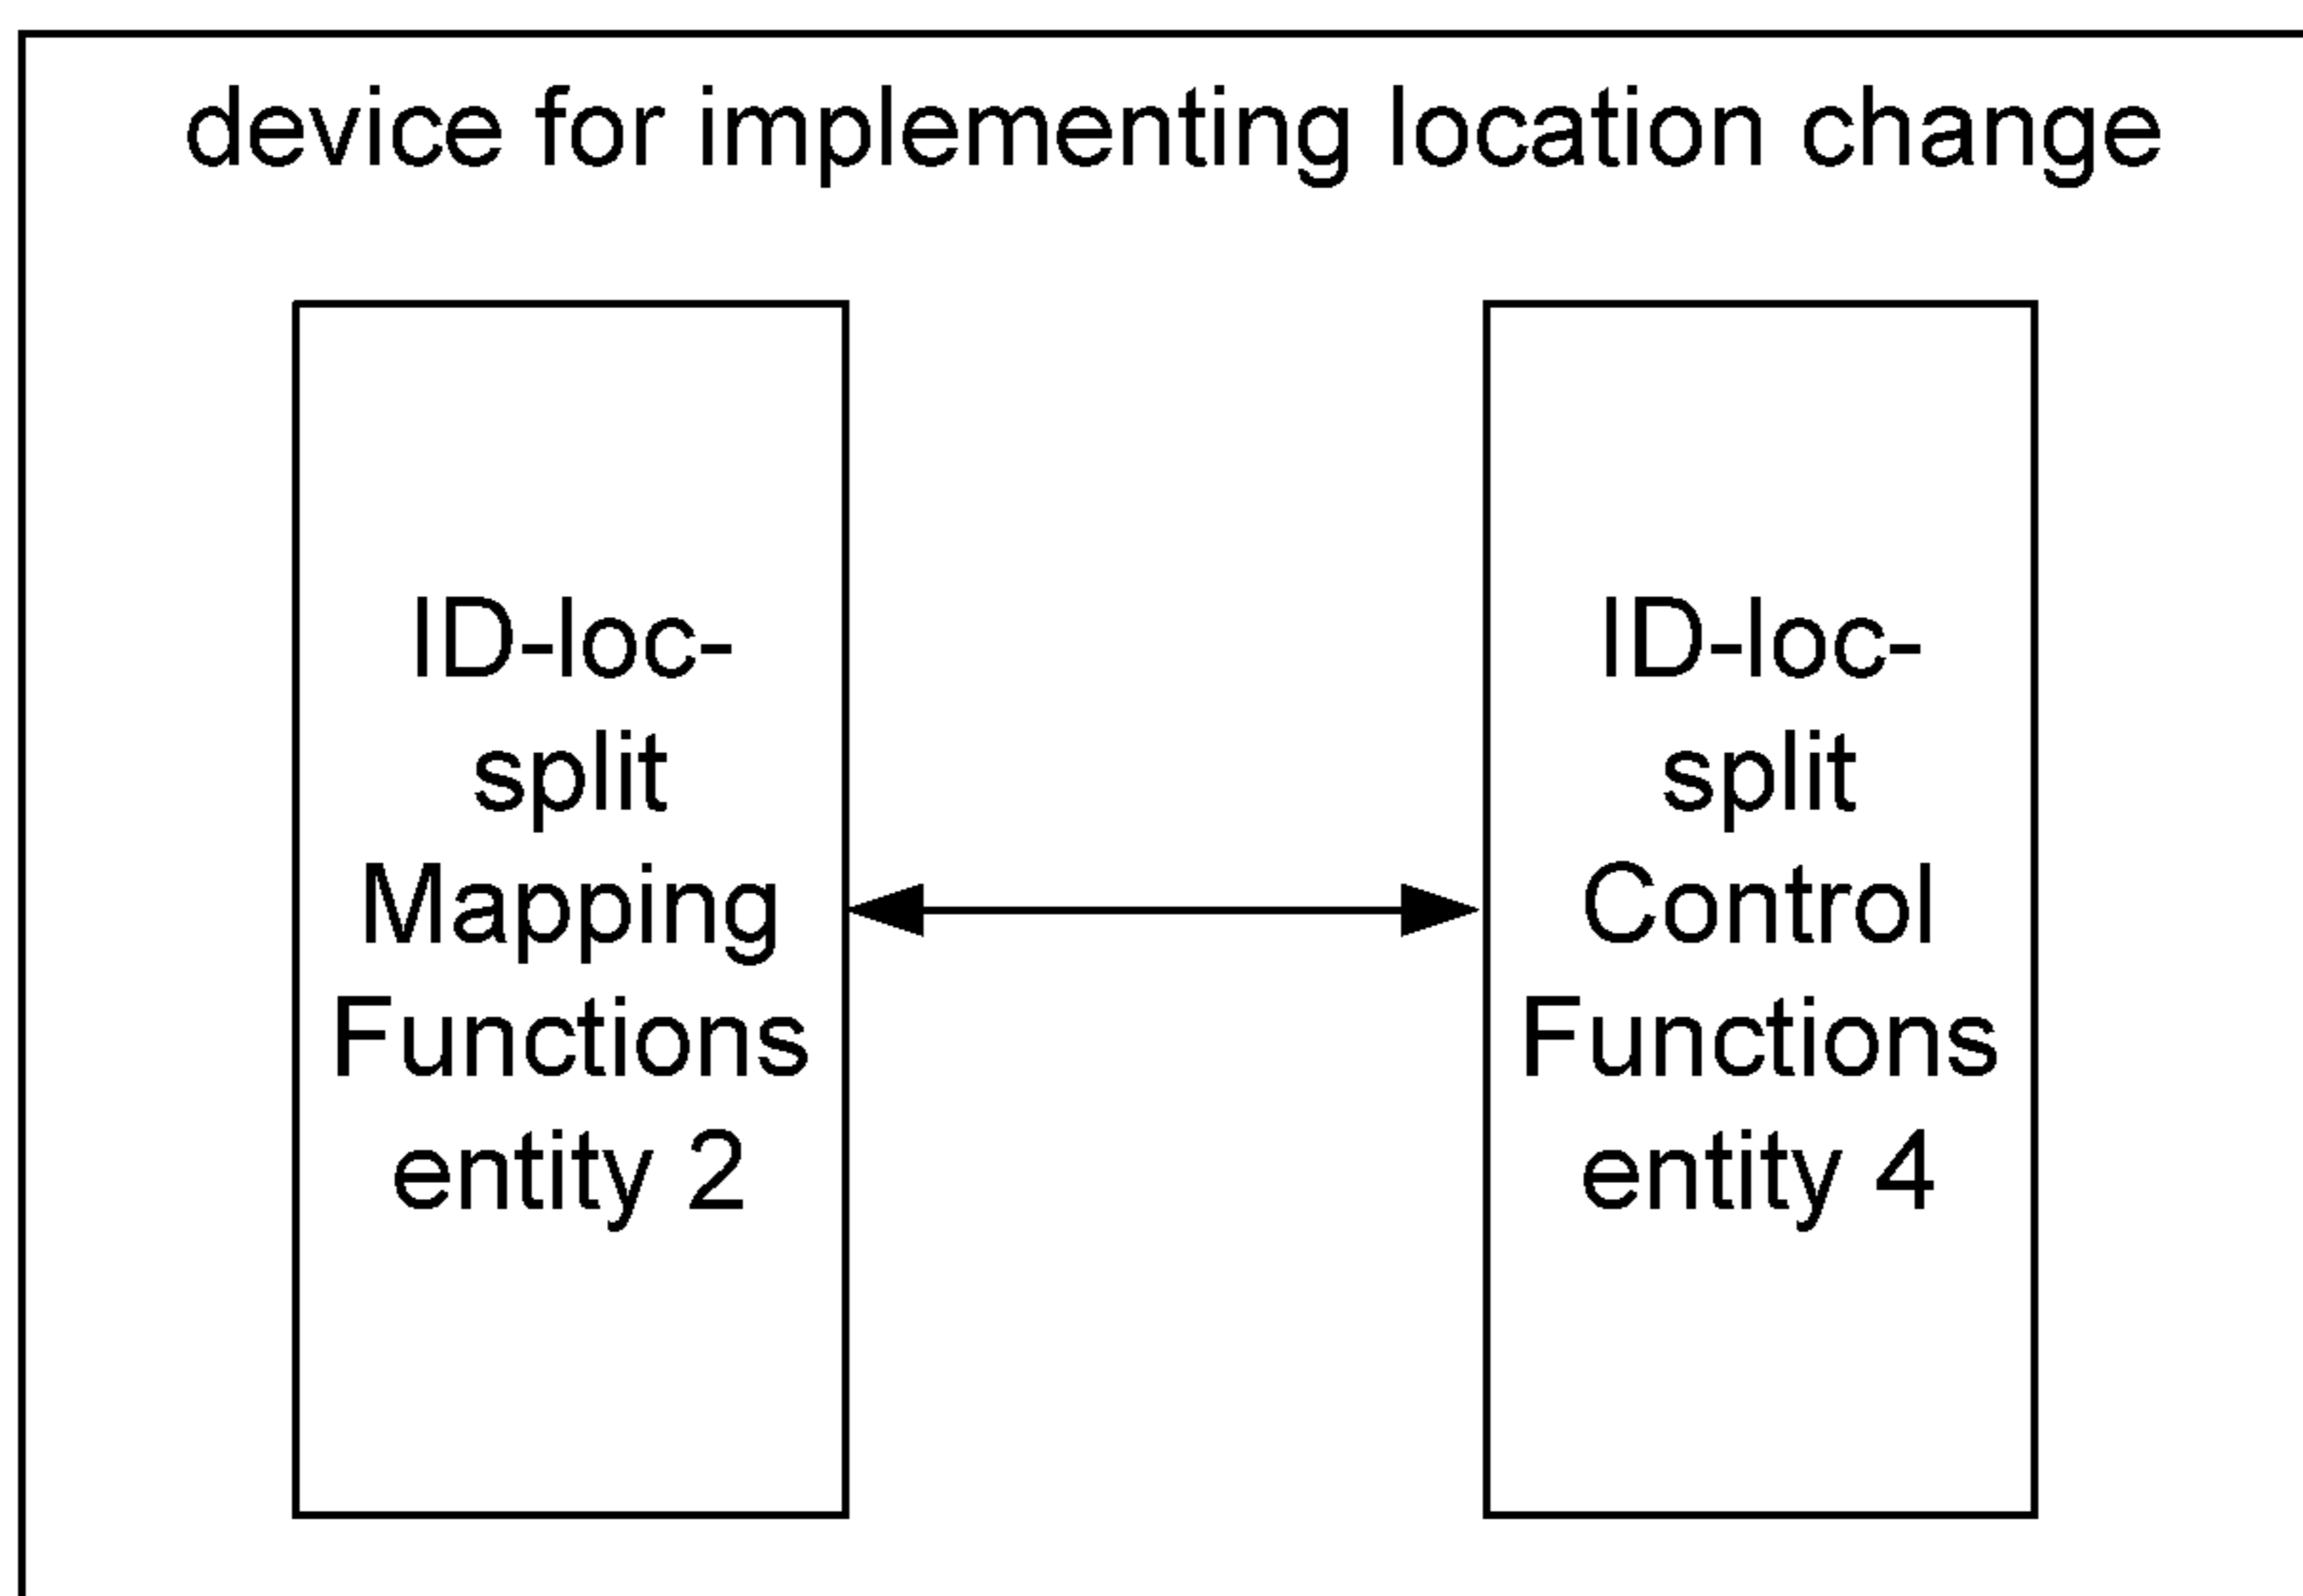 device for implementing location change
ID-loc-
split
Mapping
Functions
entity 2
ID-loc-
split
Control
Functions
entity 4